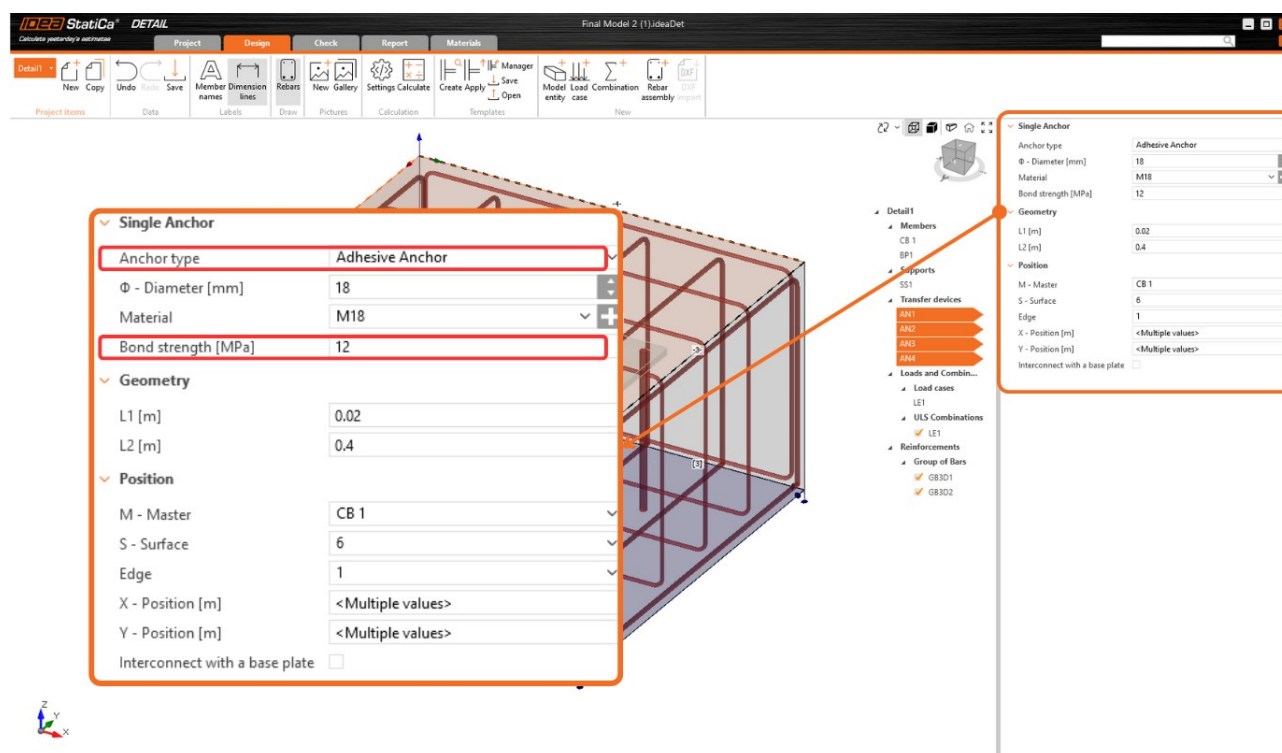 IDEA StatiCa® DETAIL
Calculate yesterday's estimates
Final Model 2 (1).ideaDet
Project Design Check Report Materials
Detail1
New Copy
Undo Redo Save
Member names
Dimension lines
Rebars
New Gallery
Settings Calculate
Create Apply
Manager
Save
Open
Model entity
Load case
Combination
Rebar assembly
DXF
DXF Import
Project items Data Labels Draw Pictures Calculation Templates New
Single Anchor
Anchor type Adhesive Anchor
Φ - Diameter [mm] 18
Material M18
Bond strength [MPa] 12
Geometry
L1 [m] 0.02
L2 [m] 0.4
Position
M - Master CB 1
S - Surface 6
Edge 1
X - Position [m] <Multiple values>
Y - Position [m] <Multiple values>
Interconnect with a base plate
-3-
[3]
Z
Y
X
Detail1
Members
CB 1
BP1
Supports
SS1
Transfer devices
AN1
AN2
AN3
AN4
Loads and Combin...
Load cases
LE1
ULS Combinations
LE1
Reinforcements
Group of Bars
GB3D1
GB3D2
Single Anchor
Anchor type Adhesive Anchor
Φ - Diameter [mm] 18
Material M18
Bond strength [MPa] 12
Geometry
L1 [m] 0.02
L2 [m] 0.4
Position
M - Master CB 1
S - Surface 6
Edge 1
X - Position [m] <Multiple values>
Y - Position [m] <Multiple values>
Interconnect with a base plate